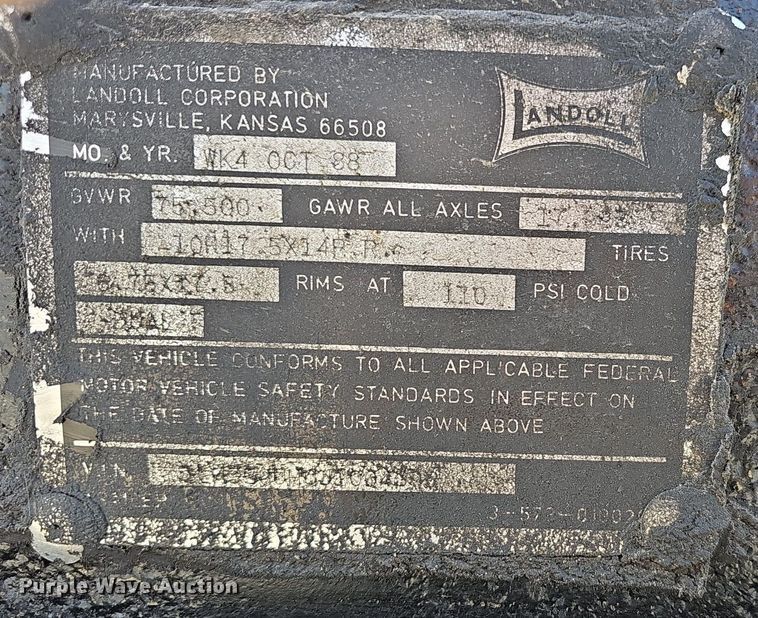 MANUFACTURED BY
LANDOLL CORPORATION
MARYSVILLE, KANSAS 66508
LANDOLL
MO. & YR. WK4 OCT 88
GVWR 75,500 GAWR ALL AXLES
WITH TIRES
RIMS AT 110 PSI COLD
THIS VEHICLE CONFORMS TO ALL APPLICABLE FEDERAL
MOTOR VEHICLE SAFETY STANDARDS IN EFFECT ON
THE DATE OF MANUFACTURE SHOWN ABOVE
Purple Wave Auction